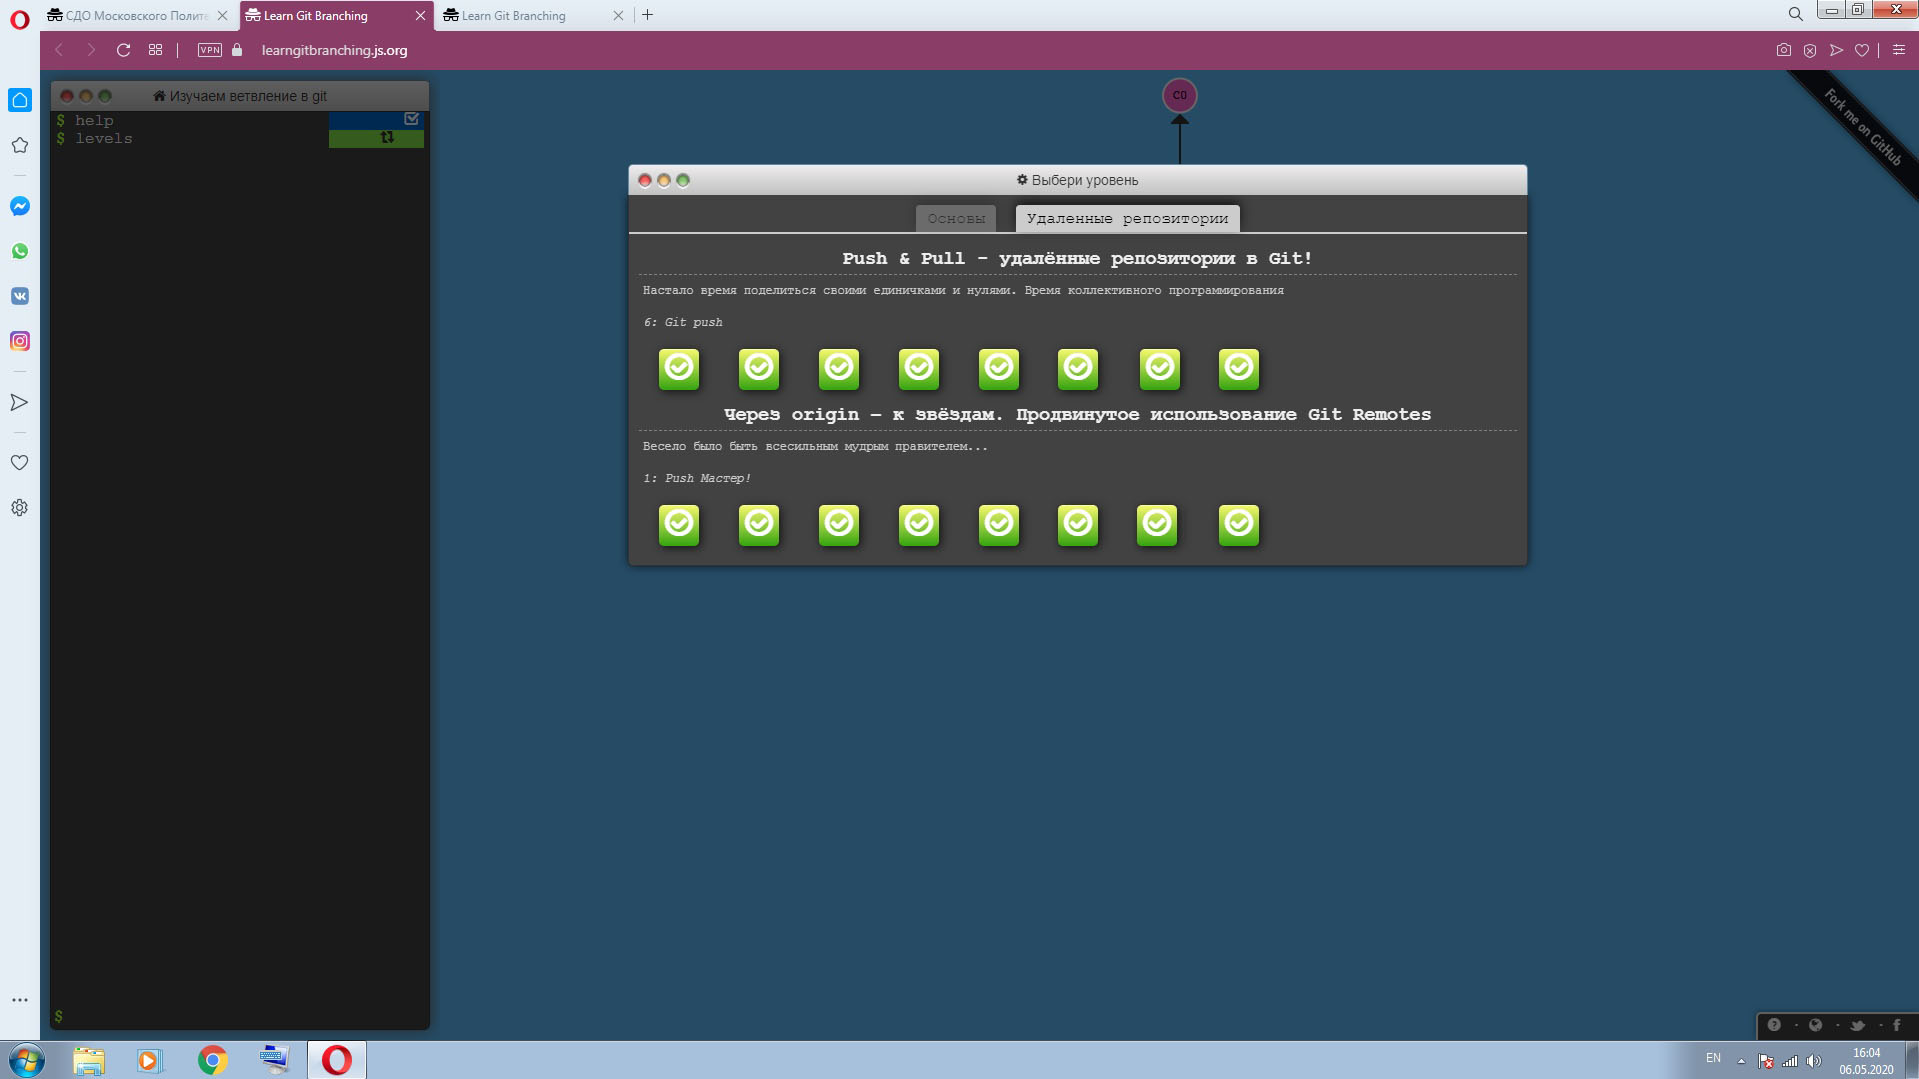 СДО Московского Полите
Learn Git Branching
Learn Git Branching
VPN
learngitbranching.js.org
Изучаем ветвление в git
$ help
$ levels
$
C0
Fork me on GitHub
Выбери уровень
Основы
Удаленные репозитории
Push & Pull - удалённые репозитории в Git!
Настало время поделиться своими единичками и нулями. Время коллективного программирования
6: Git push
Через origin – к звёздам. Продвинутое использование Git Remotes
Весело было быть всесильным мудрым правителем...
1: Push Мастер!
EN
16:04
06.05.2020